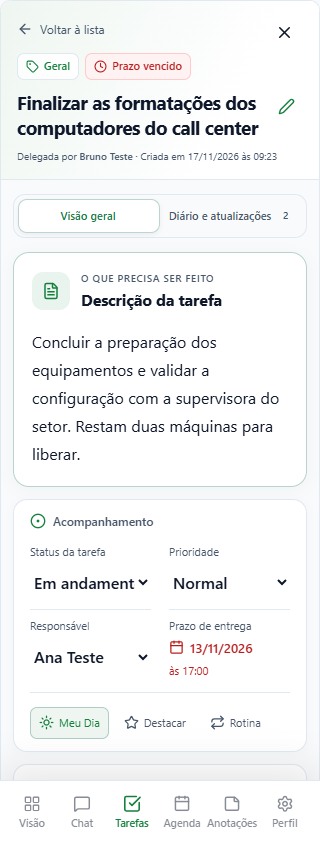 Voltar à lista
Geral
Prazo vencido
Finalizar as formatações dos
computadores do call center
Delegada por Bruno Teste · Criada em 17/11/2026 às 09:23
Visão geral
Diário e atualizações 2
O QUE PRECISA SER FEITO
Descrição da tarefa
Concluir a preparação dos
equipamentos e validar a
configuração com a supervisora do
setor. Restam duas máquinas para
liberar.
Acompanhamento
Status da tarefa
Prioridade
Em andament
Normal
Responsável
Prazo de entrega
Ana Teste
13/11/2026
às 17:00
Meu Dia
Destacar
Rotina
Visão
Chat
Tarefas
Agenda
Anotações
Perfil